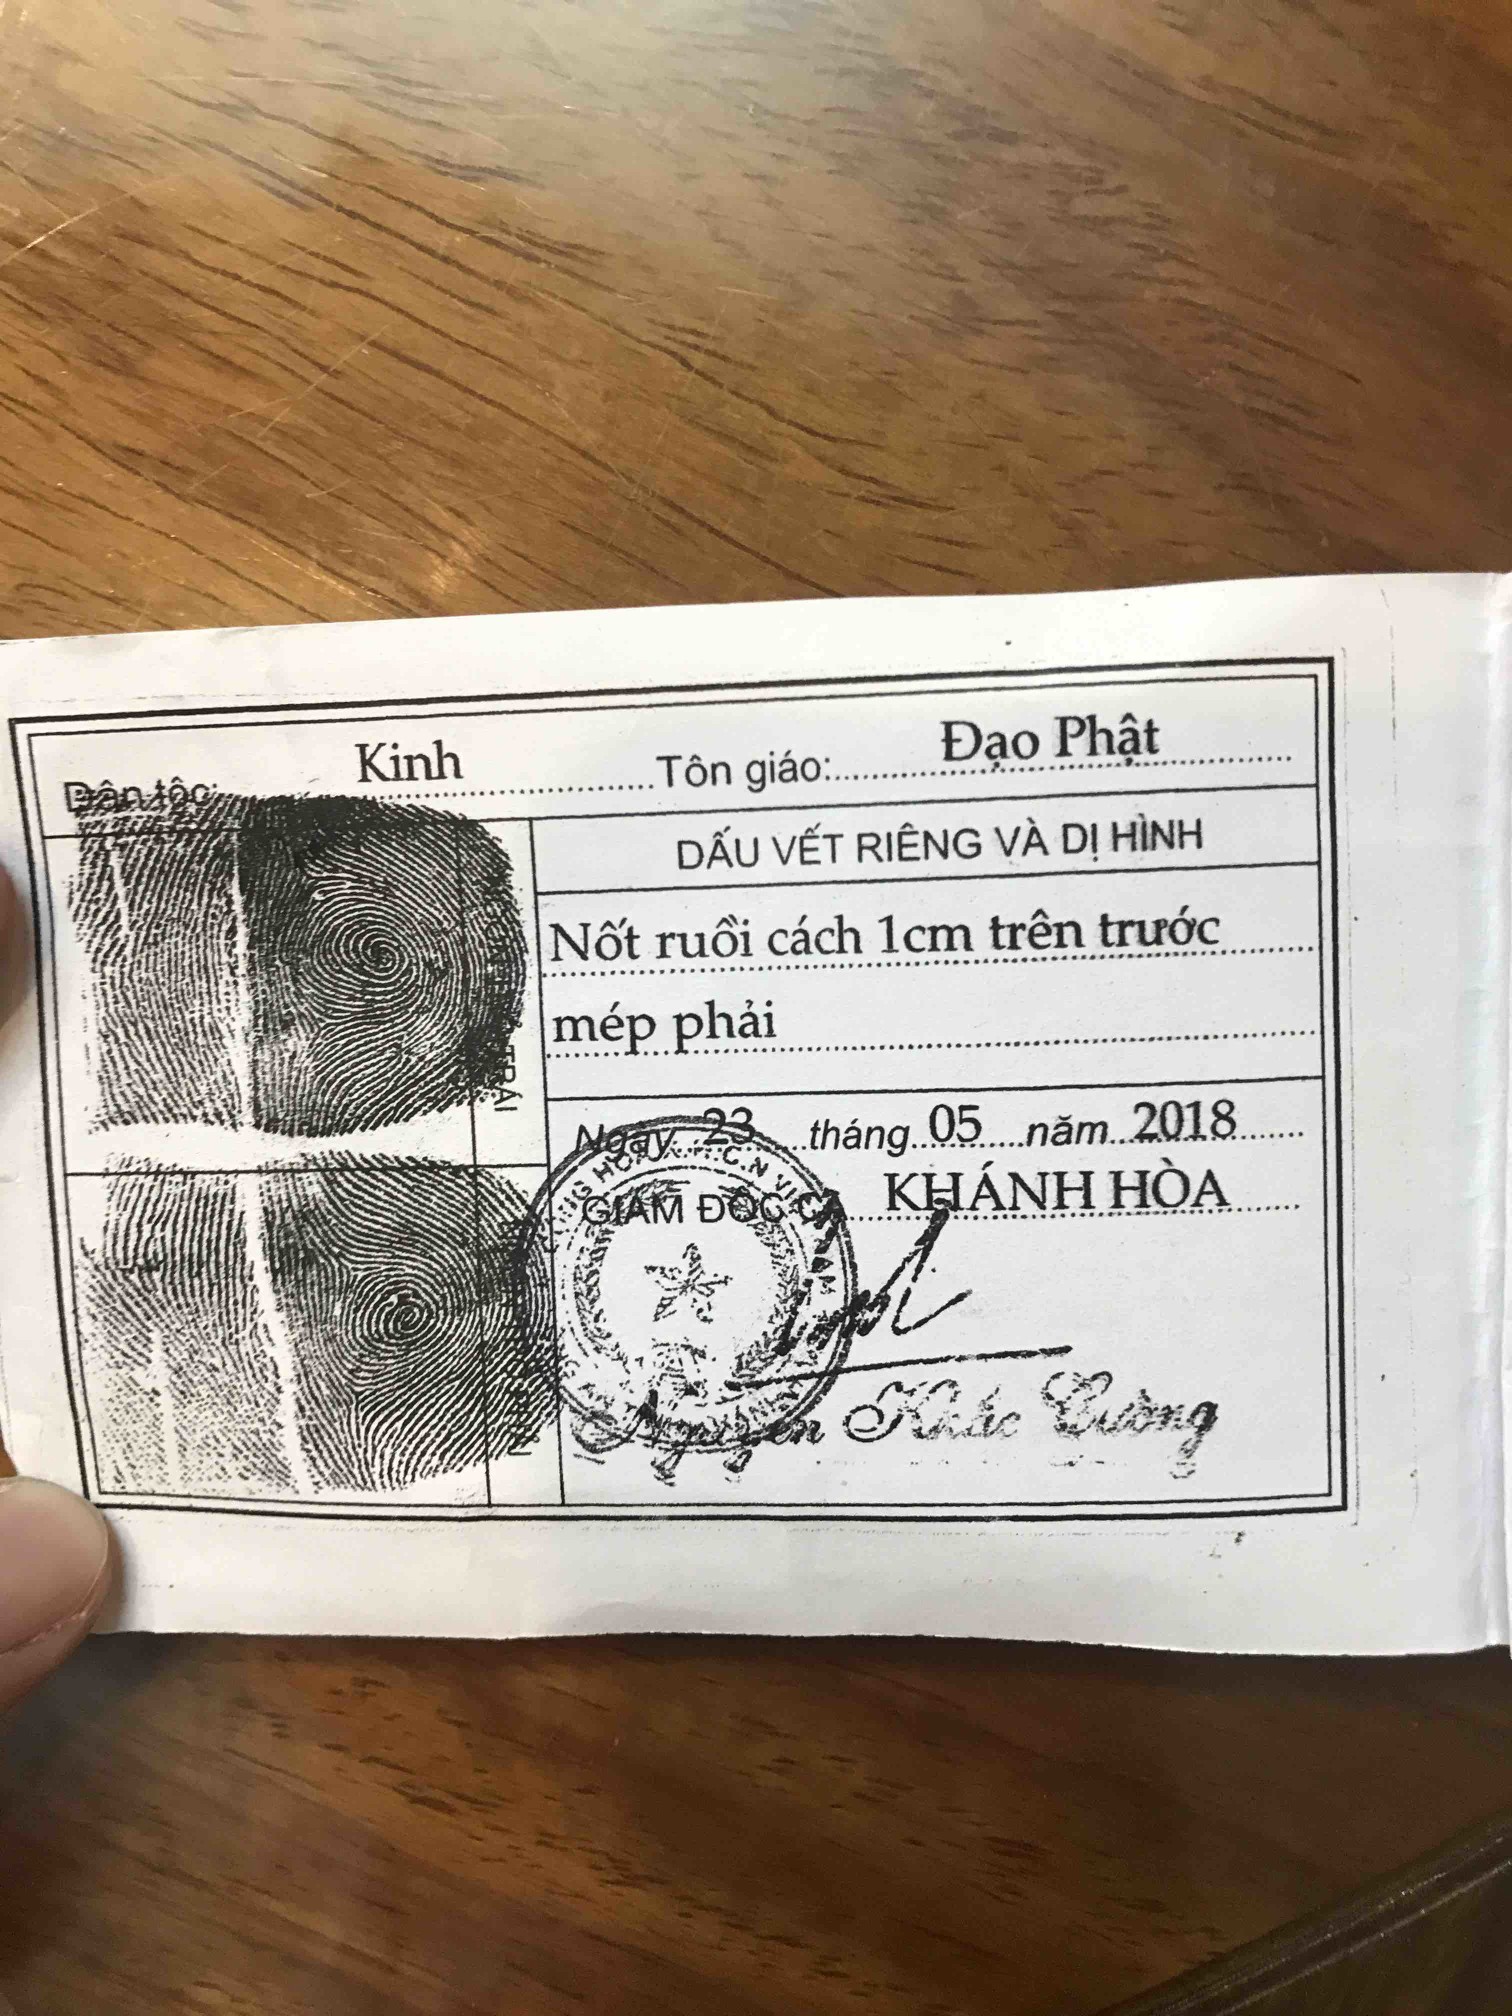 Dân tộc: Kinh Tôn giáo: Đạo Phật
DẤU VẾT RIÊNG VÀ DỊ HÌNH
Nốt ruồi cách 1cm trên trước
mép phải
Ngày 23 tháng 05 năm 2018
GIÁM ĐỐC CA KHÁNH HÒA
Nguyễn Khắc Cường
TRÁI